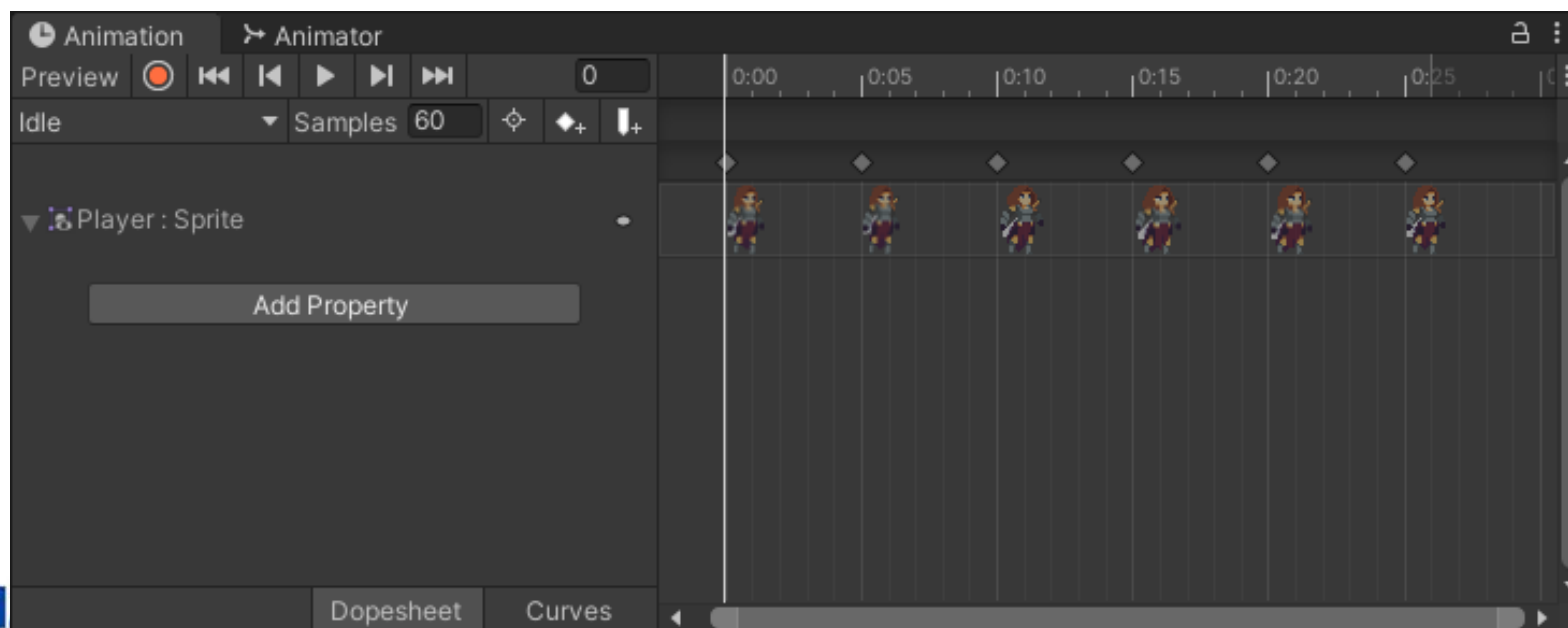 Animation Animator
Preview 0 0:00 0:05 0:10 0:15 0:20 0:25
Idle Samples 60
Player : Sprite
Add Property
Dopesheet Curves